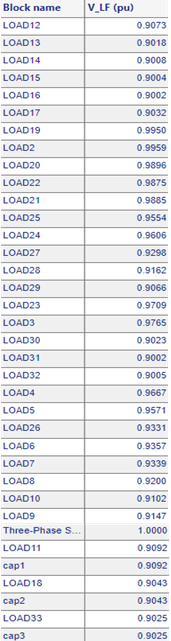 Block name V_LF (pu)
LOAD12 0.9073
LOAD13 0.9018
LOAD14 0.9008
LOAD15 0.9004
LOAD16 0.9002
LOAD17 0.9032
LOAD19 0.9950
LOAD2 0.9959
LOAD20 0.9896
LOAD22 0.9875
LOAD21 0.9885
LOAD25 0.9554
LOAD24 0.9606
LOAD27 0.9298
LOAD28 0.9162
LOAD29 0.9066
LOAD23 0.9709
LOAD3 0.9765
LOAD30 0.9023
LOAD31 0.9002
LOAD32 0.9005
LOAD4 0.9667
LOAD5 0.9571
LOAD26 0.9331
LOAD6 0.9357
LOAD7 0.9339
LOAD8 0.9200
LOAD10 0.9102
LOAD9 0.9147
Three-Phase S... 1.0000
LOAD11 0.9092
cap1 0.9092
LOAD18 0.9043
cap2 0.9043
LOAD33 0.9025
cap3 0.9025